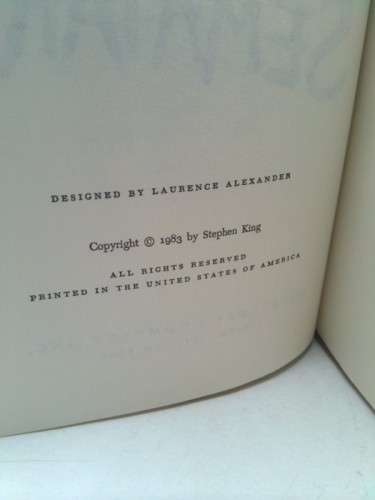 DESIGNED BY LAURENCE ALEXANDER
Copyright © 1983 by Stephen King
ALL RIGHTS RESERVED
PRINTED IN THE UNITED STATES OF AMERICA